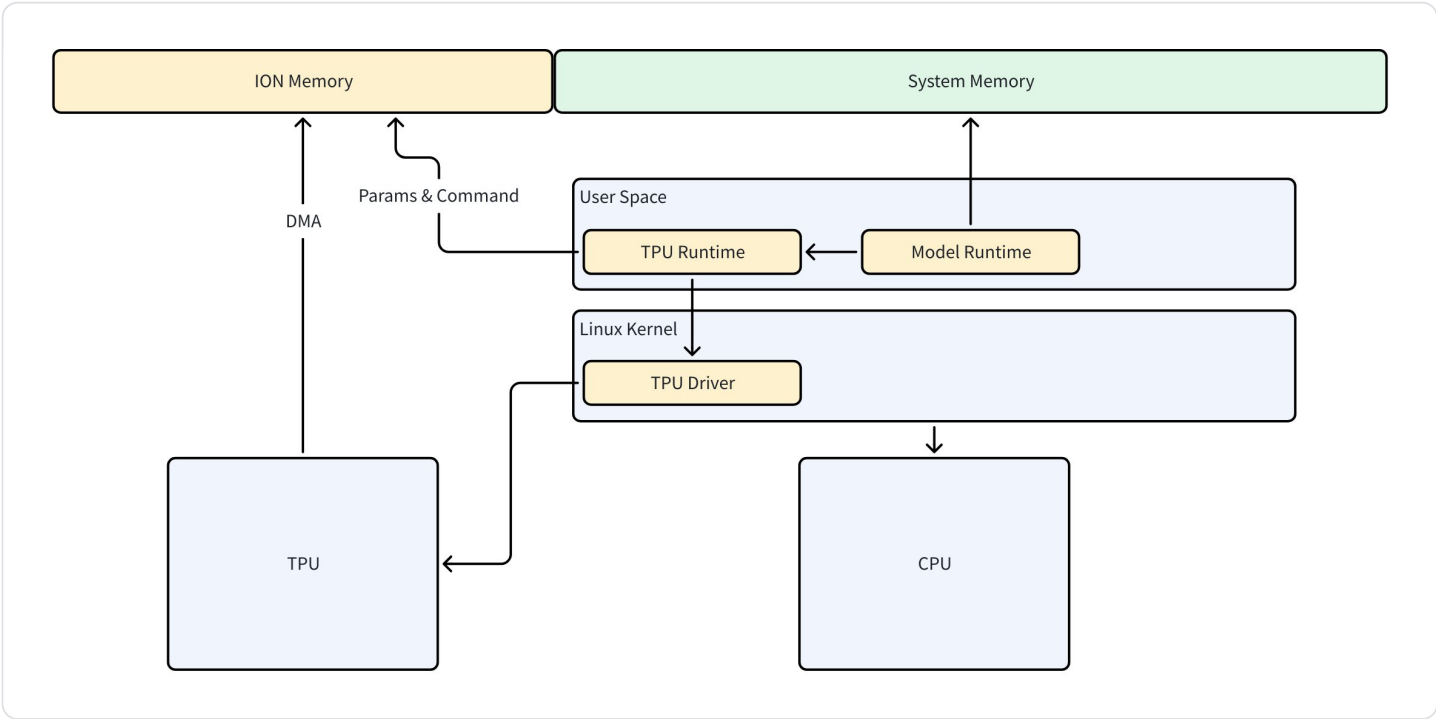 ION Memory
System Memory
Params & Command
User Space
DMA
TPU Runtime
Model Runtime
Linux Kernel
TPU Driver
TPU
CPU